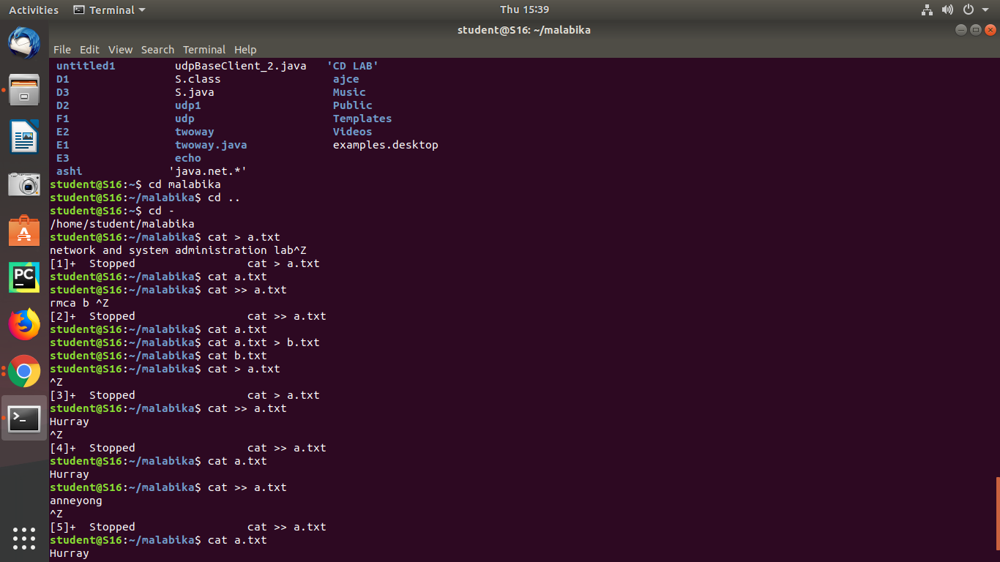 Activities Terminal Thu 15:39
student@S16: ~/malabika
File Edit View Search Terminal Help
untitled1 udpBaseClient_2.java 'CD LAB'
D1 S.class ajce
D3 S.java Music
D2 udp1 Public
F1 udp Templates
E2 twoway Videos
E1 twoway.java examples.desktop
E3 echo
ashi 'java.net.*'
student@S16:~$ cd malabika
student@S16:~/malabika$ cd ..
student@S16:~$ cd -
/home/student/malabika
student@S16:~/malabika$ cat > a.txt
network and system administration lab^Z
[1]+ Stopped cat > a.txt
student@S16:~/malabika$ cat a.txt
student@S16:~/malabika$ cat >> a.txt
rmca b ^Z
[2]+ Stopped cat >> a.txt
student@S16:~/malabika$ cat a.txt
student@S16:~/malabika$ cat a.txt > b.txt
student@S16:~/malabika$ cat b.txt
student@S16:~/malabika$ cat > a.txt
^Z
[3]+ Stopped cat > a.txt
student@S16:~/malabika$ cat >> a.txt
Hurray
^Z
[4]+ Stopped cat >> a.txt
student@S16:~/malabika$ cat a.txt
Hurray
student@S16:~/malabika$ cat >> a.txt
anneyong
^Z
[5]+ Stopped cat >> a.txt
student@S16:~/malabika$ cat a.txt
Hurray
PC